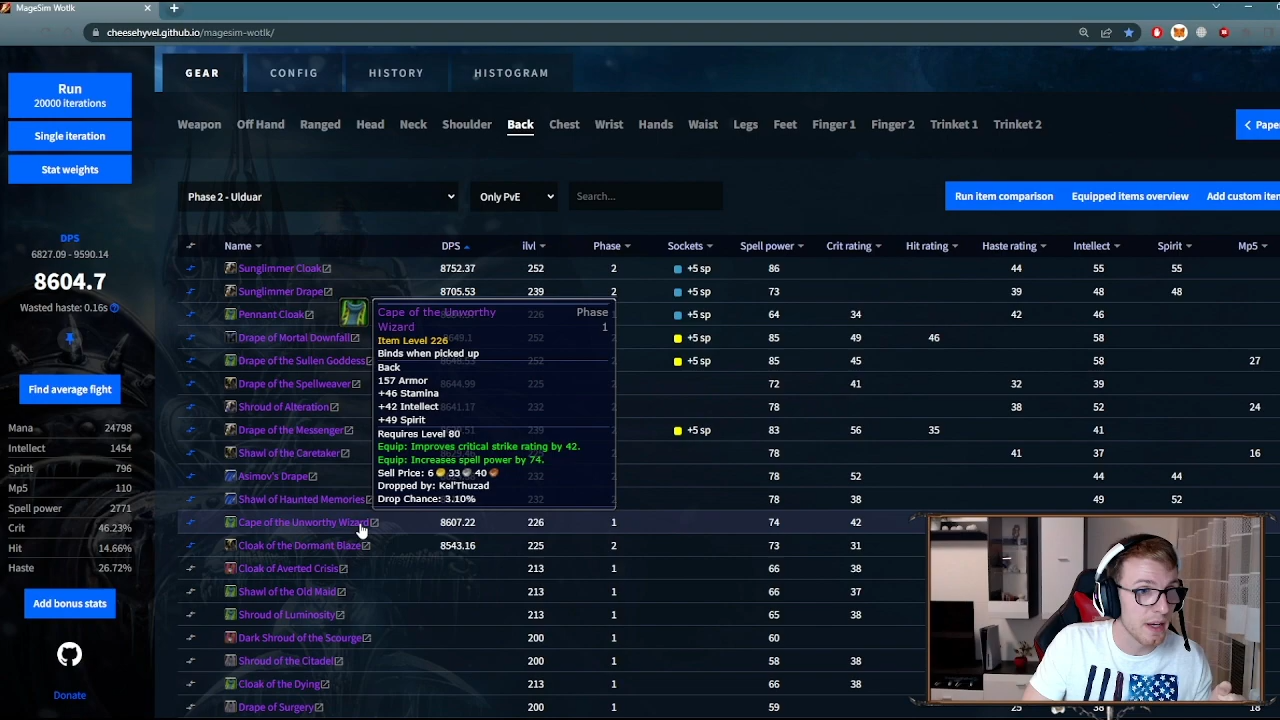 MageSim Wotlk
cheesehyvel.github.io/magesim-wotlk/
Run
20000 iterations
Single iteration
Stat weights
DPS
6827.09 - 9590.14
8604.7
Wasted haste: 0.16s
Find average fight
Mana 24798
Intellect 1454
Spirit 796
Mp5 110
Spell power 2771
Crit 46.23%
Hit 14.66%
Haste 26.72%
Add bonus stats
Donate
GEAR CONFIG HISTORY HISTOGRAM
Weapon Off Hand Ranged Head Neck Shoulder Back Chest Wrist Hands Waist Legs Feet Finger 1 Finger 2 Trinket 1 Trinket 2
Phase 2 - Ulduar Only PvE Search...
Run item comparison Equipped items overview
Name DPS ilvl Phase Sockets Spell power Crit rating Hit rating Haste rating Intellect Spirit Mp5
Sunglimmer Cloak 8752.37 252 2 +5 sp 86 44 55 55
Sunglimmer Drape 8705.53 239 2 +5 sp 73 39 48 48
Pennant Cloak 226 +5 sp 64 34 42 46
Drape of Mortal Downfall 252 +5 sp 85 49 46 58
Drape of the Sullen Goddess 252 +5 sp 85 45 58 27
Drape of the Spellweaver 8644.99 225 72 41 32 39
Shroud of Alteration 8641.17 232 78 38 52 24
Drape of the Messenger 232 +5 sp 83 56 35 41
Shawl of the Caretaker 232 78 41 37 16
Asimov's Drape 232 78 52 44 44
Shawl of Haunted Memories 232 78 38 49 52
Cape of the Unworthy Wizard 8607.22 226 1 74 42
Cloak of the Dormant Blaze 8543.16 225 2 73 31
Cloak of Averted Crisis 213 1 66 38
Shawl of the Old Maid 213 1 66 37
Shroud of Luminosity 213 1 65 38
Dark Shroud of the Scourge 200 1 60
Shroud of the Citadel 200 1 58 38
Cloak of the Dying 213 1 66 38
Drape of Surgery 200 1 59 25 38 18
Cape of the Unworthy Phase
Wizard 1
Item Level 226
Binds when picked up
Back
157 Armor
+46 Stamina
+42 Intellect
+49 Spirit
Requires Level 80
Equip: Improves critical strike rating by 42.
Equip: Increases spell power by 74.
Sell Price: 6 33 40
Dropped by: Kel'Thuzad
Drop Chance: 3.10%